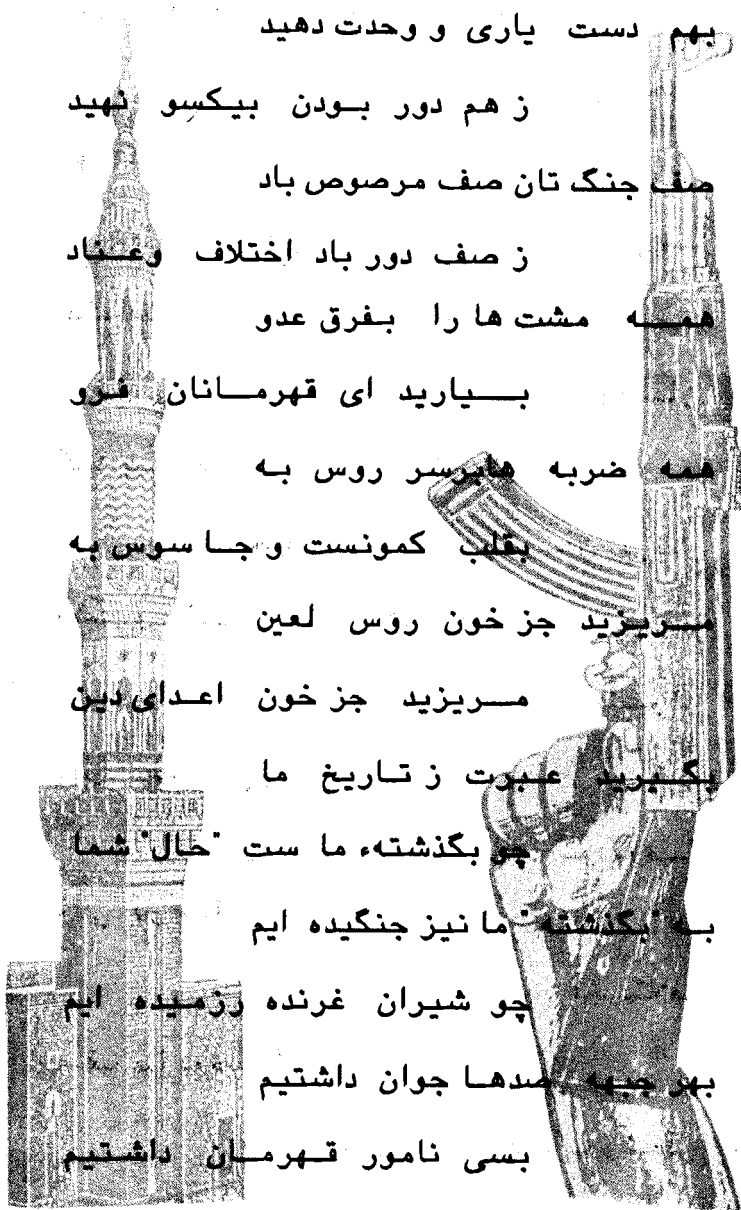 بهم دست یاری و وحدت دهید
ز هم دور بودن بیکسو نهید
صف جنگ تان صف مرصوص باد
ز صف دور باد اختلاف وعناد
همه مشت ها را بفرق عدو
بیارید ای قهرمانان فرو
همه ضربه هابرسر روس به
بقلب کمونست و جاسوس به
مریزید جز خون روس لعین
مریزید جز خون اعدای دین
بگیرید عبرت ز تاریخ ما
چو بگذشتهء ما ست "حال" شما
به "بگذشته" ما نیز جنگیده ایم
چو شیران غرنده رزمیده ایم
بهر جبهه صدها جوان داشتیم
بسی نامور قهرمان داشتیم